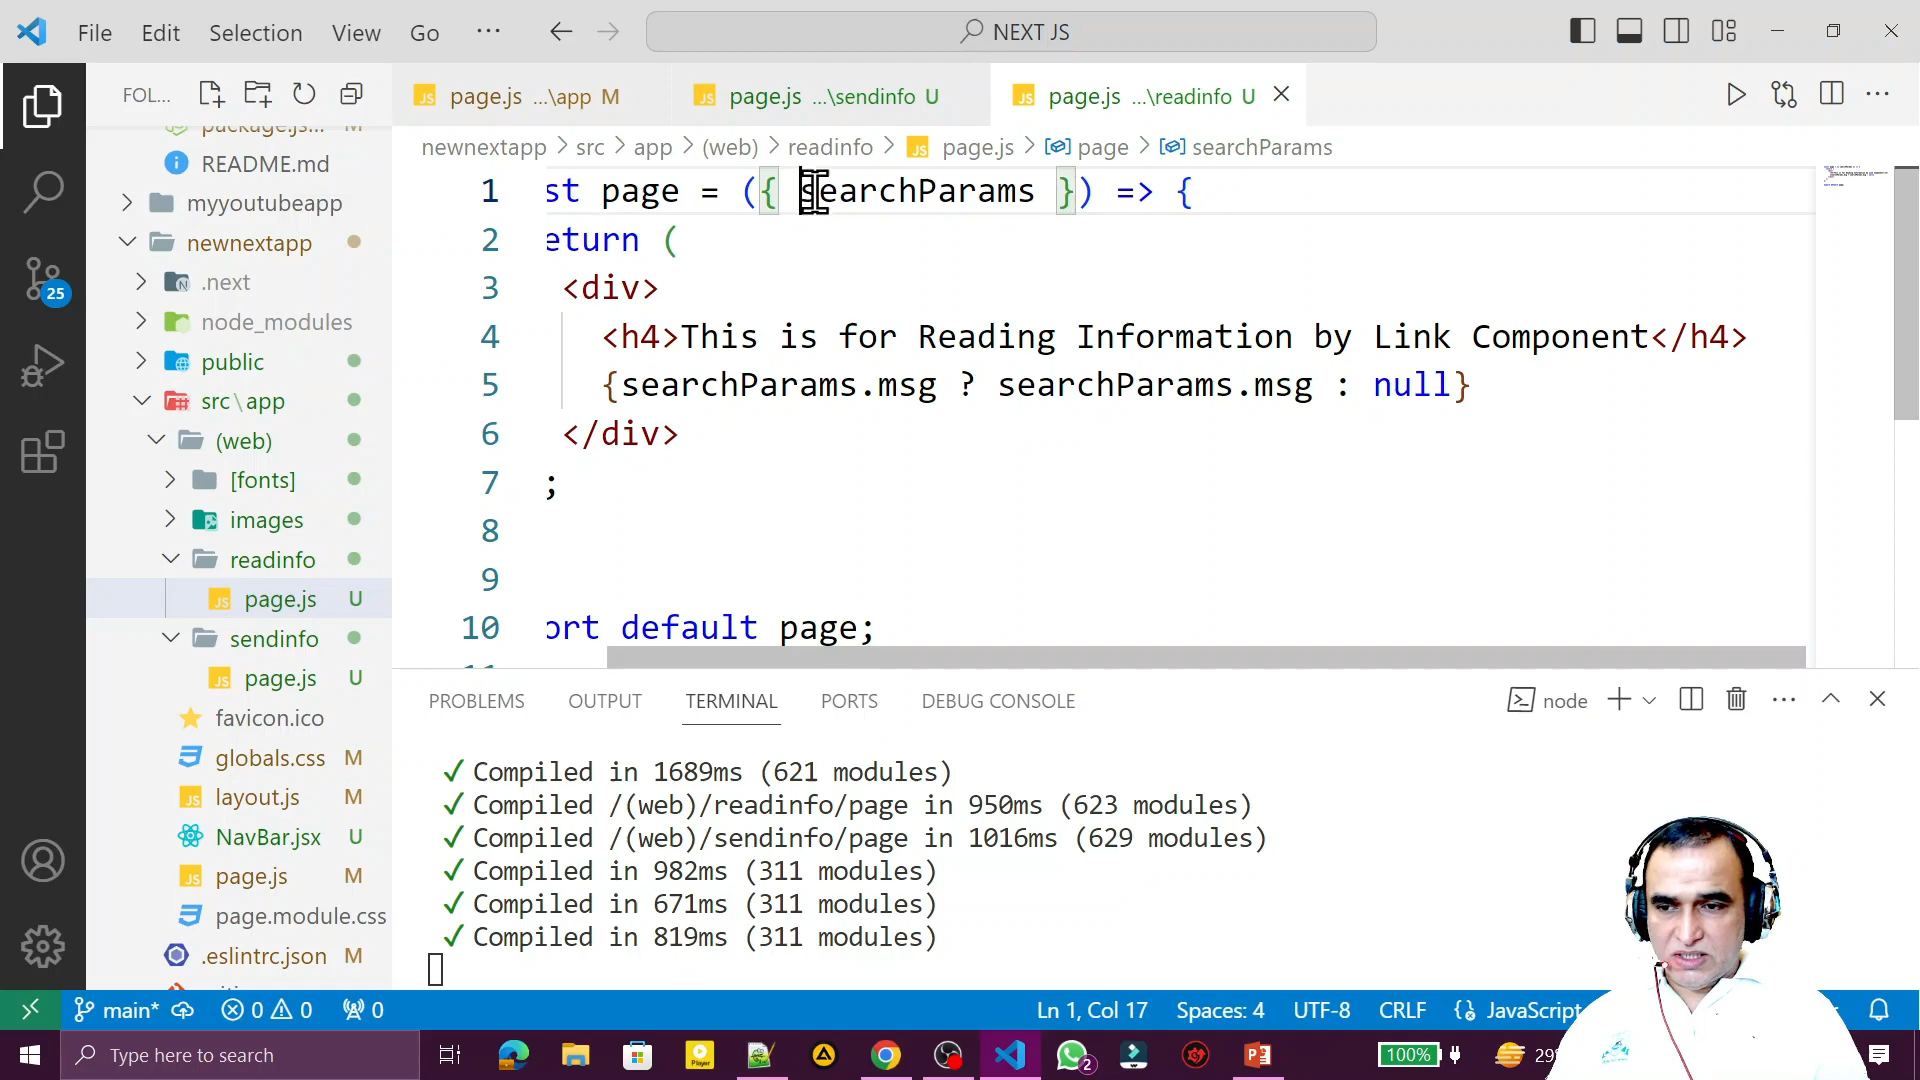 File Edit Selection View Go ... NEXT JS
FOL...
page.js ...\app M
page.js ...\sendinfo U
page.js ...\readinfo U
newnextapp > src > app > (web) > readinfo > page.js > page > searchParams
package.js... M
README.md
myyoutubeapp
newnextapp
.next
node_modules
public
src\app
(web)
[fonts]
images
readinfo
page.js U
sendinfo
page.js U
favicon.ico
globals.css M
layout.js M
NavBar.jsx U
page.js M
page.module.css
.eslintrc.json M
25
1 st page = ({ searchParams }) => {
2 eturn (
3 <div>
4 <h4>This is for Reading Information by Link Component</h4>
5 {searchParams.msg ? searchParams.msg : null}
6 </div>
7 ;
8
9
10 ort default page;
PROBLEMS OUTPUT TERMINAL PORTS DEBUG CONSOLE
node
✓ Compiled in 1689ms (621 modules)
✓ Compiled /(web)/readinfo/page in 950ms (623 modules)
✓ Compiled /(web)/sendinfo/page in 1016ms (629 modules)
✓ Compiled in 982ms (311 modules)
✓ Compiled in 671ms (311 modules)
✓ Compiled in 819ms (311 modules)
main* 0 0 0
Ln 1, Col 17 Spaces: 4 UTF-8 CRLF {} JavaScript
Type here to search
Player
2
100%
29°